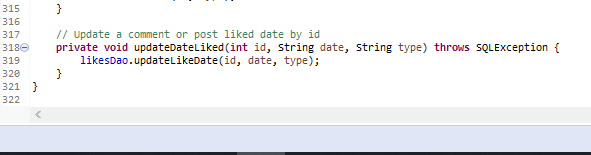 315 }
316
317 // Update a comment or post liked date by id
318 private void updateDateLiked(int id, String date, String type) throws SQLException {
319 likesDao.updateLikeDate(id, date, type);
320 }
321 }
322